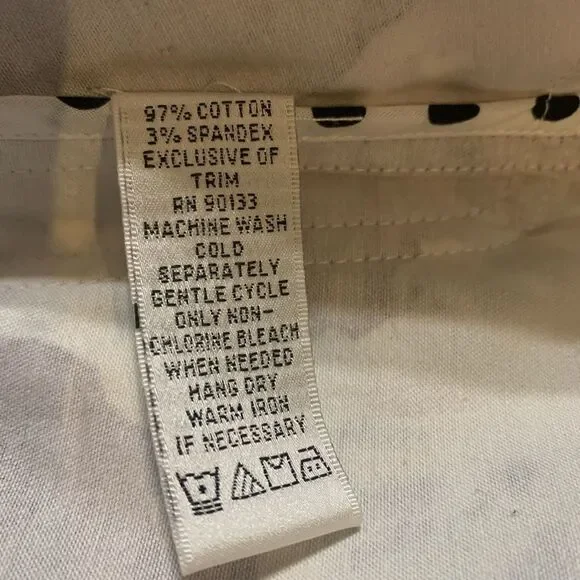 97% COTTON
3% SPANDEX
EXCLUSIVE OF
TRIM
RN 90133
MACHINE WASH
COLD
SEPARATELY
GENTLE CYCLE
ONLY NON-
CHLORINE BLEACH
WHEN NEEDED
HANG DRY
WARM IRON
IF NECESSARY